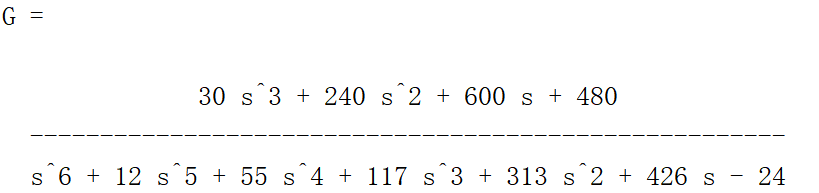 G =
30 s^3 + 240 s^2 + 600 s + 480
------------------------------------------------------
s^6 + 12 s^5 + 55 s^4 + 117 s^3 + 313 s^2 + 426 s - 24